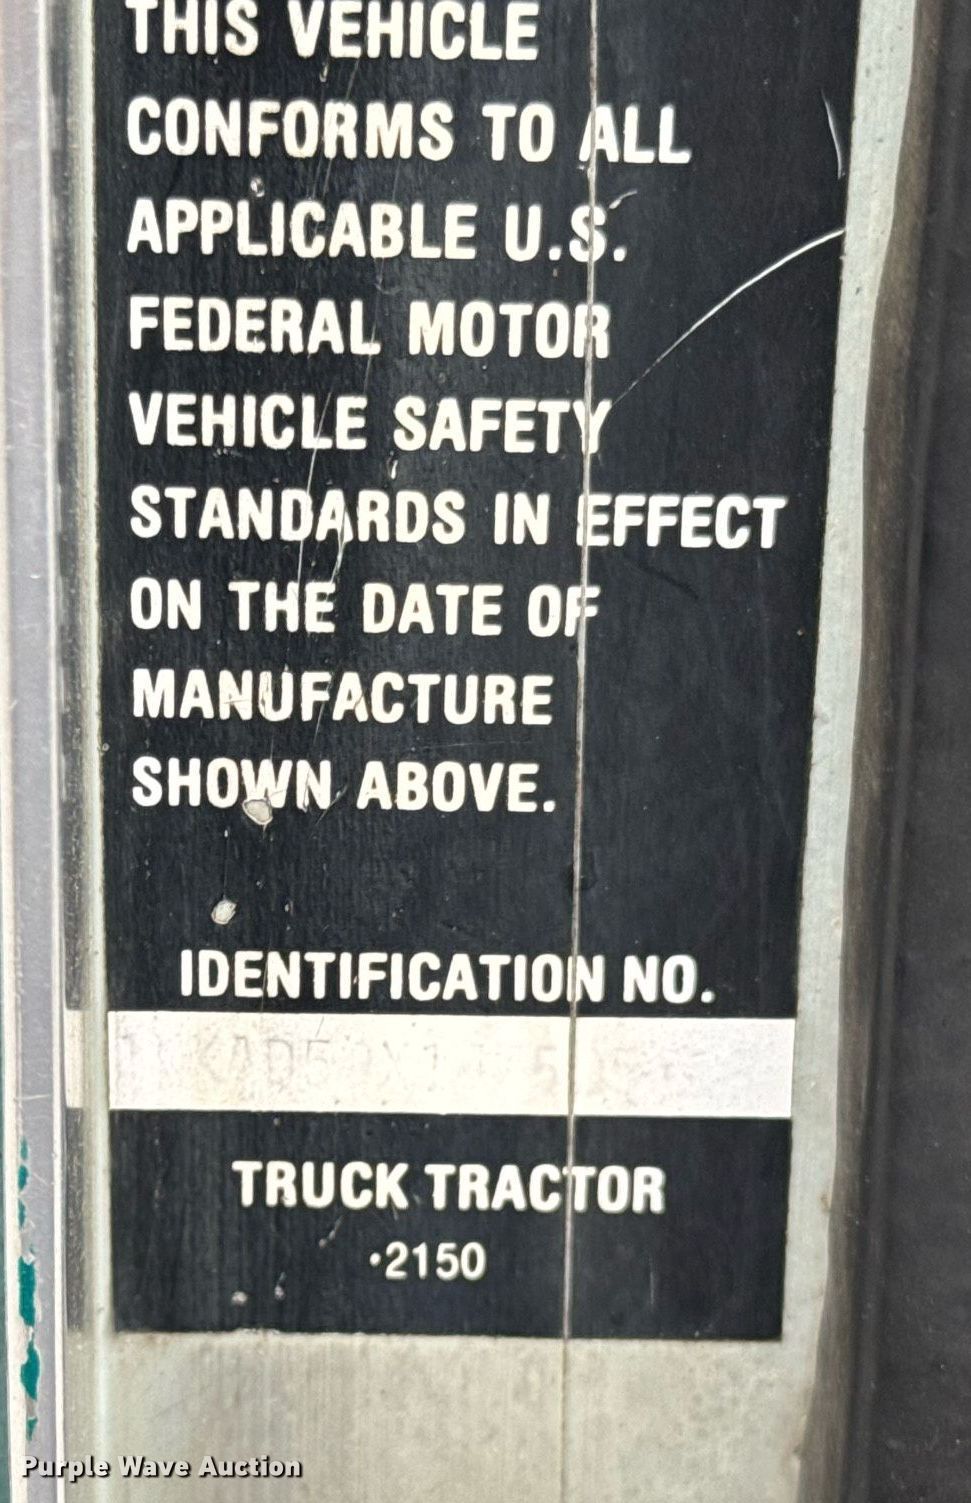 THIS VEHICLE
CONFORMS TO ALL
APPLICABLE U.S.
FEDERAL MOTOR
VEHICLE SAFETY
STANDARDS IN EFFECT
ON THE DATE OF
MANUFACTURE
SHOWN ABOVE.
IDENTIFICATION NO.
TRUCK TRACTOR
•2150
Purple Wave Auction